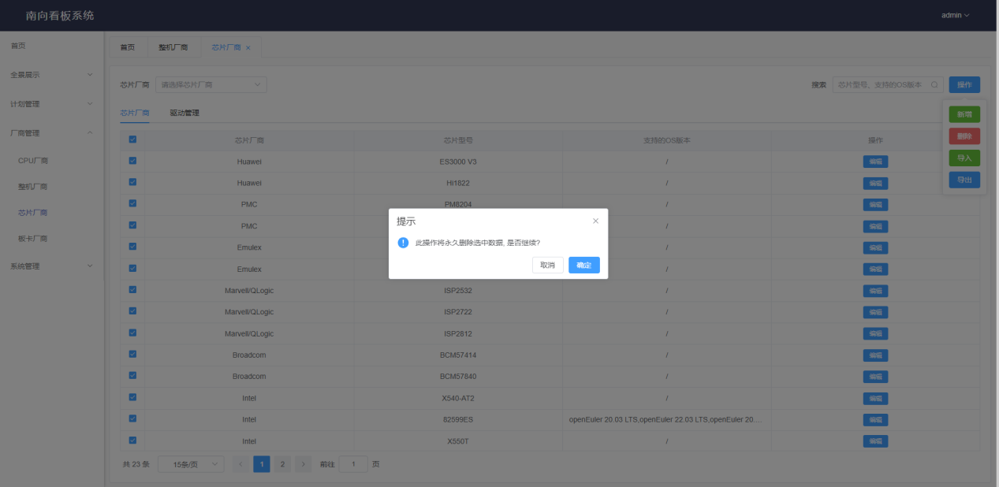 南向看板系统
admin
首页
全景展示
计划管理
厂商管理
CPU厂商
整机厂商
芯片厂商
板卡厂商
系统管理
首页 整机厂商 芯片厂商 ×
芯片厂商 请选择芯片厂商 搜索 芯片型号、支持的OS版本 操作
新增
删除
导入
导出
芯片厂商 驱动管理
芯片厂商 芯片型号 支持的OS版本 操作
Huawei ES3000 V3 / 编辑
Huawei Hi1822 / 编辑
PMC PM8204 / 编辑
PMC / 编辑
Emulex / 编辑
Emulex / 编辑
Marvell/QLogic ISP2532 / 编辑
Marvell/QLogic ISP2722 / 编辑
Marvell/QLogic ISP2812 / 编辑
Broadcom BCM57414 / 编辑
Broadcom BCM57840 / 编辑
Intel X540-AT2 / 编辑
Intel 82599ES openEuler 20.03 LTS,openEuler 22.03 LTS,openEuler 20.… 编辑
Intel X550T / 编辑
提示
此操作将永久删除选中数据, 是否继续?
取消 确定
共 23 条 15条/页 < 1 2 > 前往 1 页